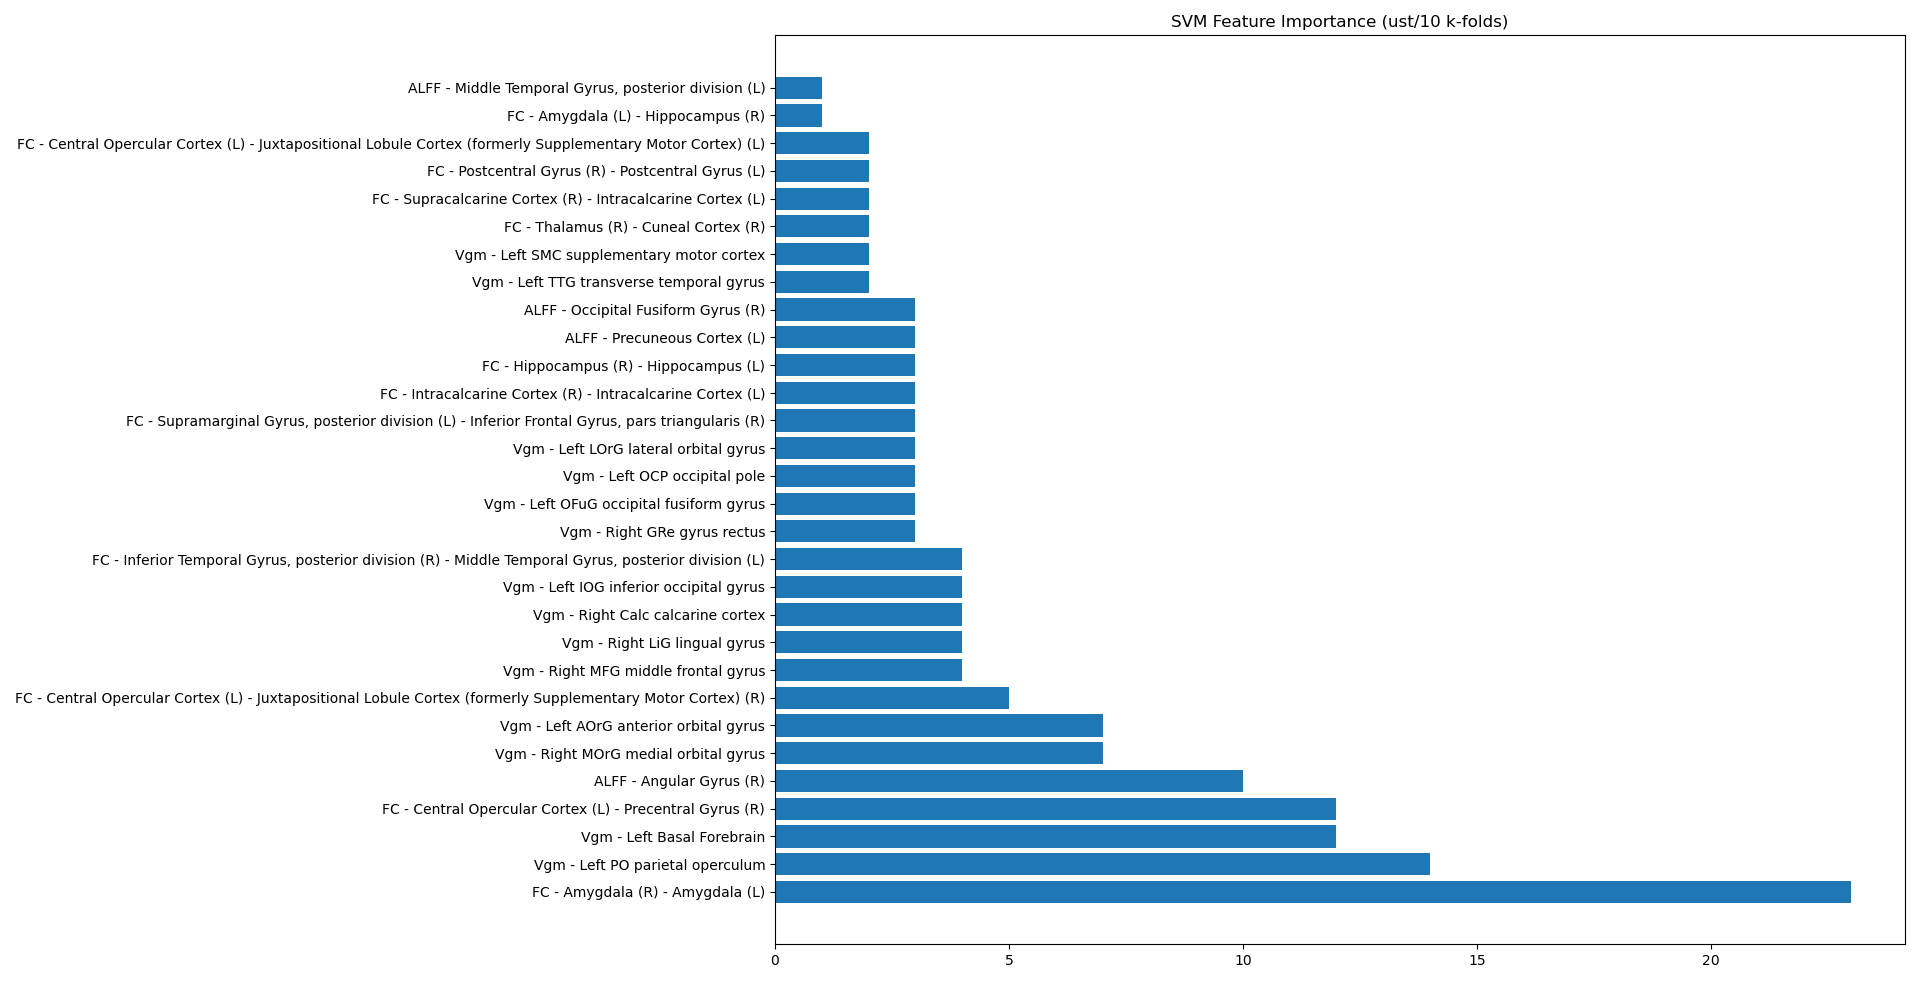 SVM Feature Importance (ust/10 k-folds)
ALFF - Middle Temporal Gyrus, posterior division (L)
FC - Amygdala (L) - Hippocampus (R)
FC - Central Opercular Cortex (L) - Juxtapositional Lobule Cortex (formerly Supplementary Motor Cortex) (L)
FC - Postcentral Gyrus (R) - Postcentral Gyrus (L)
FC - Supracalcarine Cortex (R) - Intracalcarine Cortex (L)
FC - Thalamus (R) - Cuneal Cortex (R)
Vgm - Left SMC supplementary motor cortex
Vgm - Left TTG transverse temporal gyrus
ALFF - Occipital Fusiform Gyrus (R)
ALFF - Precuneous Cortex (L)
FC - Hippocampus (R) - Hippocampus (L)
FC - Intracalcarine Cortex (R) - Intracalcarine Cortex (L)
FC - Supramarginal Gyrus, posterior division (L) - Inferior Frontal Gyrus, pars triangularis (R)
Vgm - Left LOrG lateral orbital gyrus
Vgm - Left OCP occipital pole
Vgm - Left OFuG occipital fusiform gyrus
Vgm - Right GRe gyrus rectus
FC - Inferior Temporal Gyrus, posterior division (R) - Middle Temporal Gyrus, posterior division (L)
Vgm - Left IOG inferior occipital gyrus
Vgm - Right Calc calcarine cortex
Vgm - Right LiG lingual gyrus
Vgm - Right MFG middle frontal gyrus
FC - Central Opercular Cortex (L) - Juxtapositional Lobule Cortex (formerly Supplementary Motor Cortex) (R)
Vgm - Left AOrG anterior orbital gyrus
Vgm - Right MOrG medial orbital gyrus
ALFF - Angular Gyrus (R)
FC - Central Opercular Cortex (L) - Precentral Gyrus (R)
Vgm - Left Basal Forebrain
Vgm - Left PO parietal operculum
FC - Amygdala (R) - Amygdala (L)
0 5 10 15 20